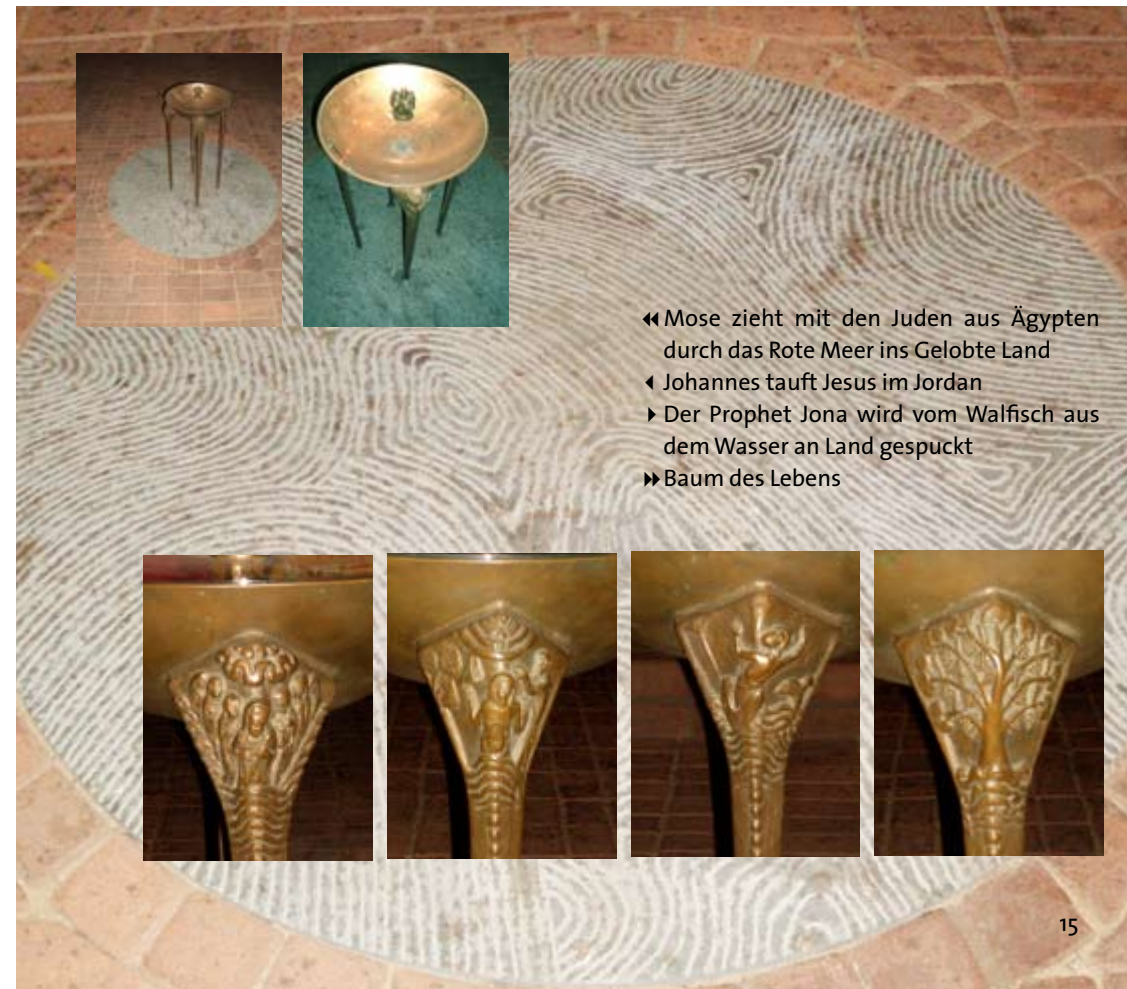 ◂◂ Mose zieht mit den Juden aus Ägypten
durch das Rote Meer ins Gelobte Land
◂ Johannes tauft Jesus im Jordan
▸ Der Prophet Jona wird vom Walfisch aus
dem Wasser an Land gespuckt
▸▸ Baum des Lebens
15